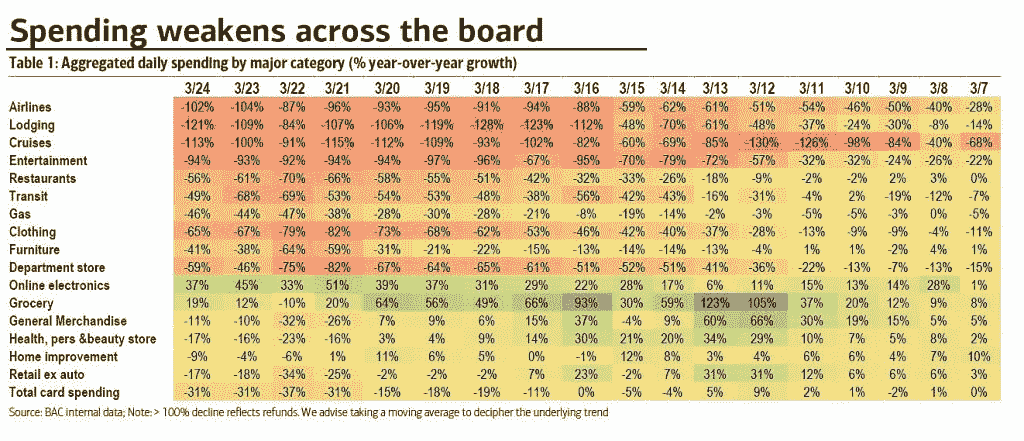 Spending weakens across the board
Table 1: Aggregated daily spending by major category (% year-over-year growth)
3/24 3/23 3/22 3/21 3/20 3/19 3/18 3/17 3/16 3/15 3/14 3/13 3/12 3/11 3/10 3/9 3/8 3/7
Airlines -102% -104% -87% -96% -93% -95% -91% -94% -88% -59% -62% -61% -51% -54% -46% -50% -40% -28%
Lodging -121% -109% -84% -107% -106% -119% -128% -123% -112% -48% -70% -61% -48% -37% -24% -30% -8% -14%
Cruises -113% -100% -91% -115% -112% -109% -93% -102% -82% -60% -69% -85% -130% -126% -98% -84% -40% -68%
Entertainment -94% -93% -92% -94% -94% -97% -96% -67% -95% -70% -79% -72% -57% -32% -32% -24% -26% -22%
Restaurants -56% -61% -70% -66% -58% -55% -51% -42% -32% -33% -26% -18% -9% -2% -2% 2% 3% 0%
Transit -49% -68% -69% -53% -54% -53% -48% -38% -56% -42% -43% -16% -31% -4% 2% -19% -12% -7%
Gas -46% -44% -47% -38% -28% -30% -28% -21% -8% -19% -14% -2% -3% -5% -5% -3% 0% -5%
Clothing -65% -67% -79% -82% -73% -68% -62% -53% -46% -42% -40% -37% -28% -13% -9% -9% -4% -11%
Furniture -41% -38% -64% -59% -31% -21% -22% -15% -13% -14% -14% -13% -4% 1% 1% -2% 4% 1%
Department store -59% -46% -75% -82% -67% -64% -65% -61% -51% -52% -51% -41% -36% -22% -13% -7% -13% -15%
Online electronics 37% 45% 33% 51% 39% 37% 31% 29% 22% 28% 17% 6% 11% 15% 13% 14% 28% 1%
Grocery 19% 12% -10% 20% 64% 56% 49% 66% 93% 30% 59% 123% 105% 37% 20% 12% 9% 8%
General Merchandise -11% -10% -32% -26% 7% 9% 6% 15% 37% -4% 9% 60% 66% 30% 19% 15% 5% 5%
Health, pers &beauty store -17% -16% -23% -16% 3% 4% 9% 14% 30% 21% 20% 34% 29% 10% 7% 5% 8% 2%
Home improvement -9% -4% -6% 1% 11% 6% 5% 0% -1% 12% 8% 3% 4% 6% 6% 4% 7% 10%
Retail ex auto -17% -18% -34% -25% -2% -2% -2% 7% 23% -2% 7% 31% 31% 12% 6% 6% 6% 3%
Total card spending -31% -31% -37% -31% -15% -18% -19% -11% 0% -5% -4% 5% 9% 2% 1% -2% 1% 0%
Source: BAC internal data; Note: > 100% decline reflects refunds. We advise taking a moving average to decipher the underlying trend